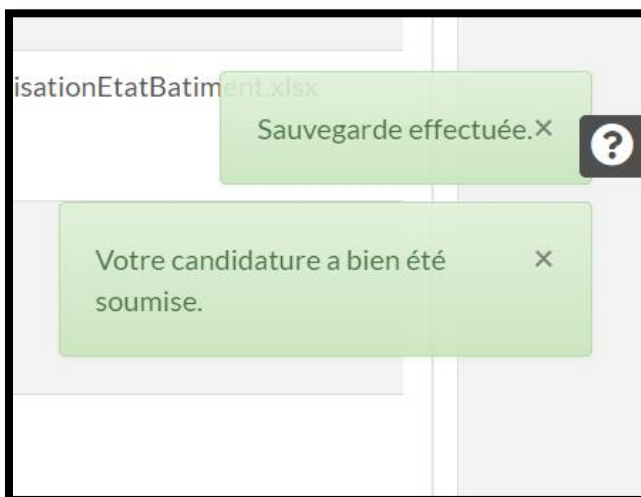 isationEtatBatiment.xlsx
Sauvegarde effectuée.×
?
Votre candidature a bien été ×
soumise.